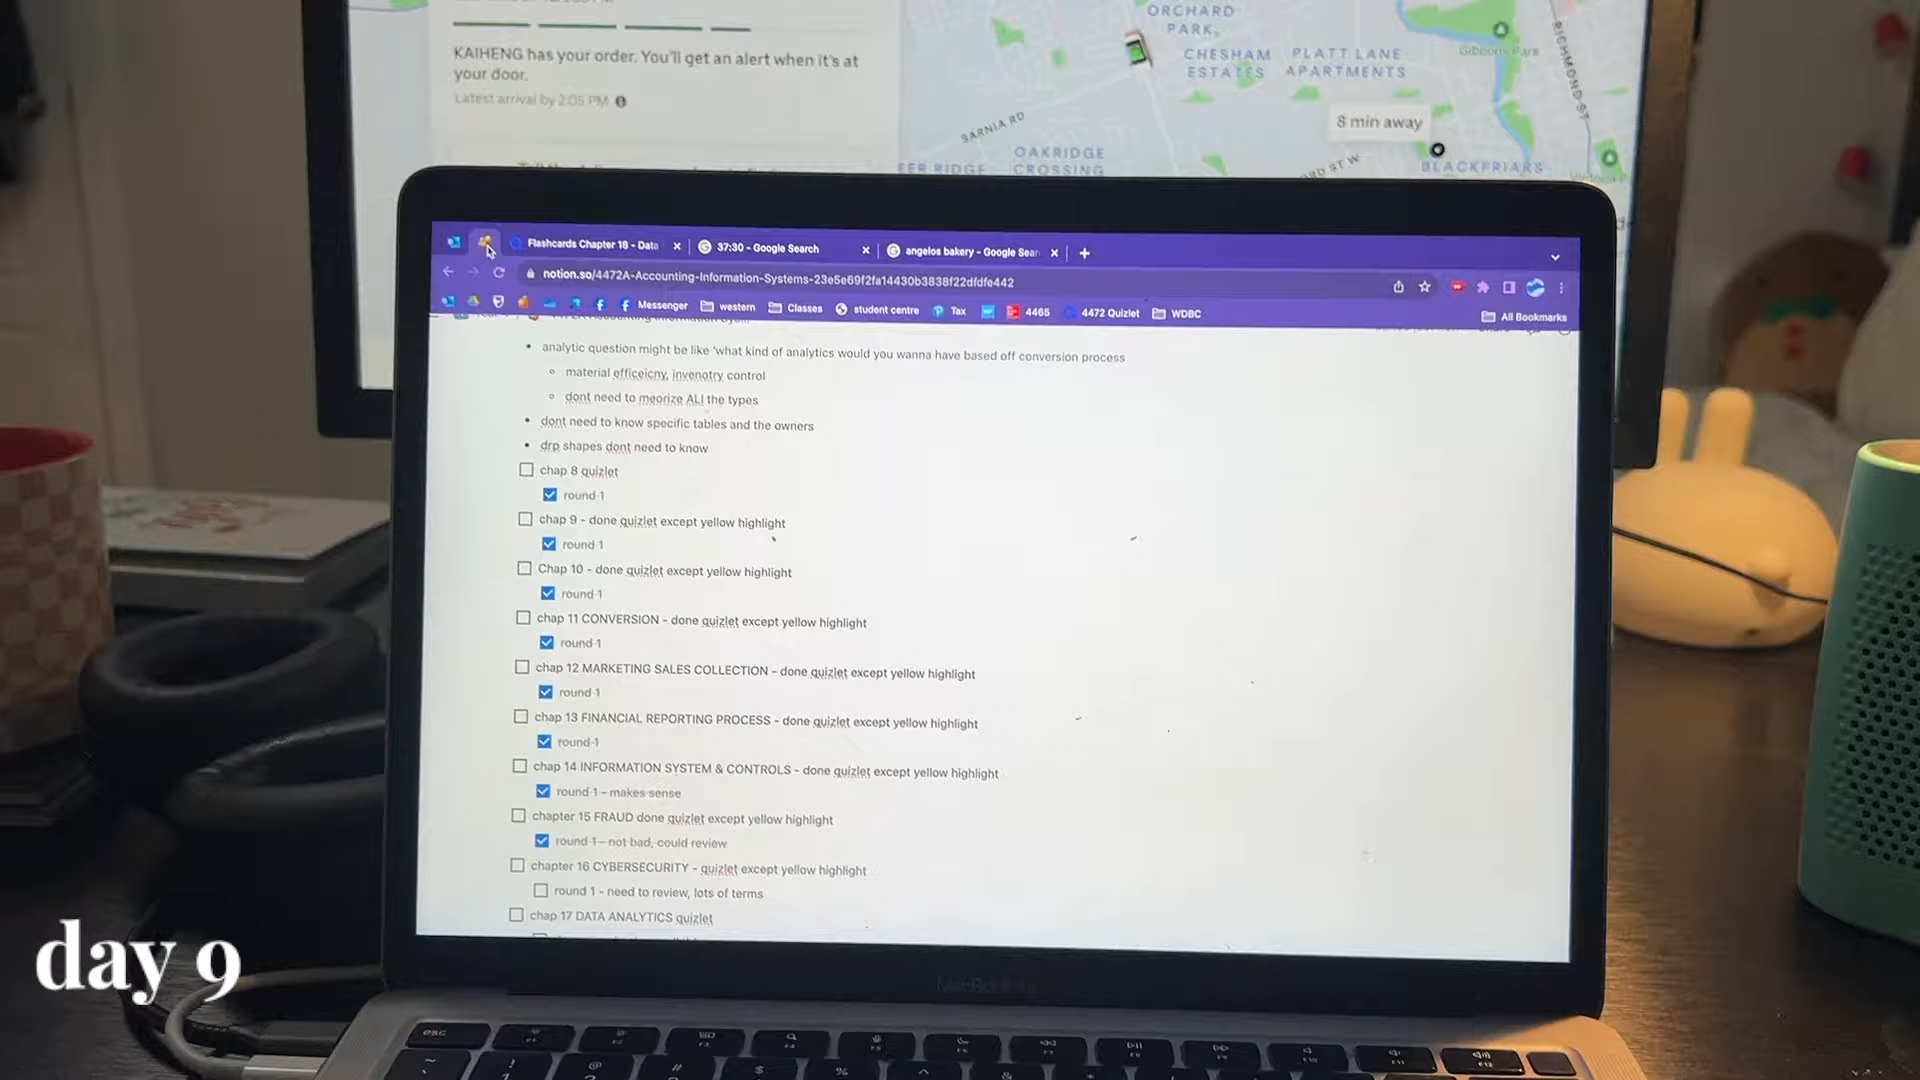 KAIHENG has your order. You'll get an alert when it's at
your door.
Latest arrival by 2:05 PM
ORCHARD
PARK
CHESHAM
ESTATES
PLATT LANE
APARTMENTS
Gibbons Park
RICHMOND ST
SARNIA RD
8 min away
OAKRIDGE
CROSSING
BLACKFRIARS
Flashcards Chapter 18 - Data
37:30 - Google Search
angelos bakery - Google Sear
notion.so/4472A-Accounting-Information-Systems-23e5e69f2fa14430b3838f22dfdfe442
Messenger western Classes student centre Tax 4465 4472 Quizlet WDBC All Bookmarks
analytic question might be like 'what kind of analytics would you wanna have based off conversion process
material efficeicny, invenotry control
dont need to meorize ALl the types
dont need to know specific tables and the owners
drp shapes dont need to know
chap 8 quizlet
round 1
chap 9 - done quizlet except yellow highlight
round 1
Chap 10 - done quizlet except yellow highlight
round 1
chap 11 CONVERSION - done quizlet except yellow highlight
round 1
chap 12 MARKETING SALES COLLECTION - done quizlet except yellow highlight
round 1
chap 13 FINANCIAL REPORTING PROCESS - done quizlet except yellow highlight
round 1
chap 14 INFORMATION SYSTEM & CONTROLS - done quizlet except yellow highlight
round 1 - makes sense
chapter 15 FRAUD done quizlet except yellow highlight
round 1 - not bad, could review
chapter 16 CYBERSECURITY - quizlet except yellow highlight
round 1 - need to review, lots of terms
chap 17 DATA ANALYTICS quizlet
day 9
esc